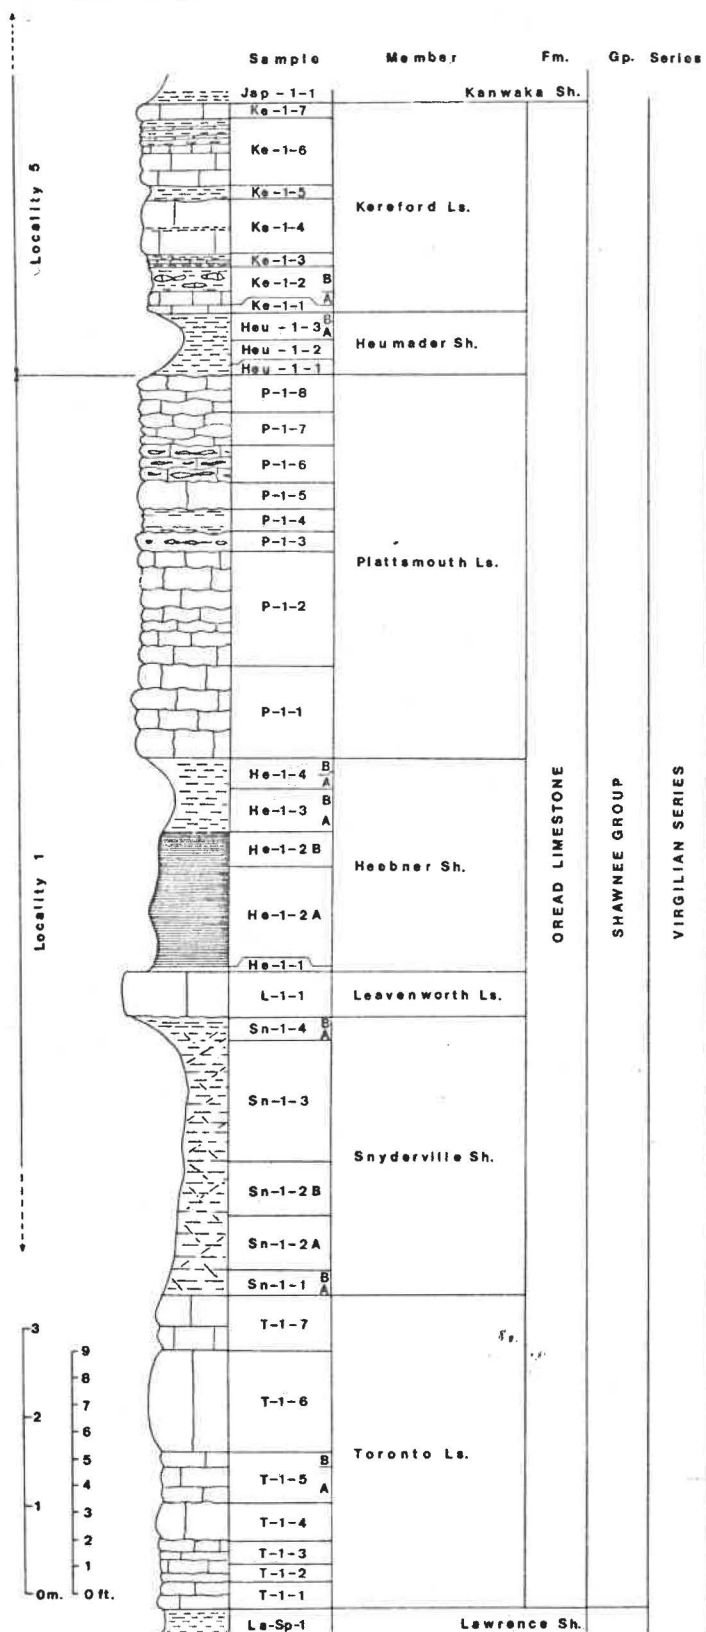 Sample Member Fm. Gp. Series
Jap - 1-1 Kanwaka Sh.
Ke-1-7
Ke-1-6
Ke-1-5
Kereford Ls.
Ke-1-4
Ke-1-3
Ke-1-2 B
A
Ke-1-1
Heu - 1-3 B
A
Heumader Sh.
Heu - 1-2
Heu - 1-1
Locality 5
P-1-8
P-1-7
P-1-6
P-1-5
P-1-4
P-1-3
Plattsmouth Ls.
P-1-2
P-1-1
He-1-4 B
A
He-1-3 B
A
He-1-2 B
Heebner Sh.
He-1-2 A
He-1-1
L-1-1 Leavenworth Ls.
Sn-1-4 B
A
Sn-1-3
Snyderville Sh.
Sn-1-2 B
Sn-1-2 A
Sn-1-1 B
A
Locality 1
OREAD LIMESTONE
SHAWNEE GROUP
VIRGILIAN SERIES
T-1-7
T-1-6
Toronto Ls.
T-1-5 B
A
T-1-4
T-1-3
T-1-2
T-1-1
La-Sp-1 Lawrence Sh.
3
2
1
0 m.
9
8
7
6
5
4
3
2
1
0 ft.